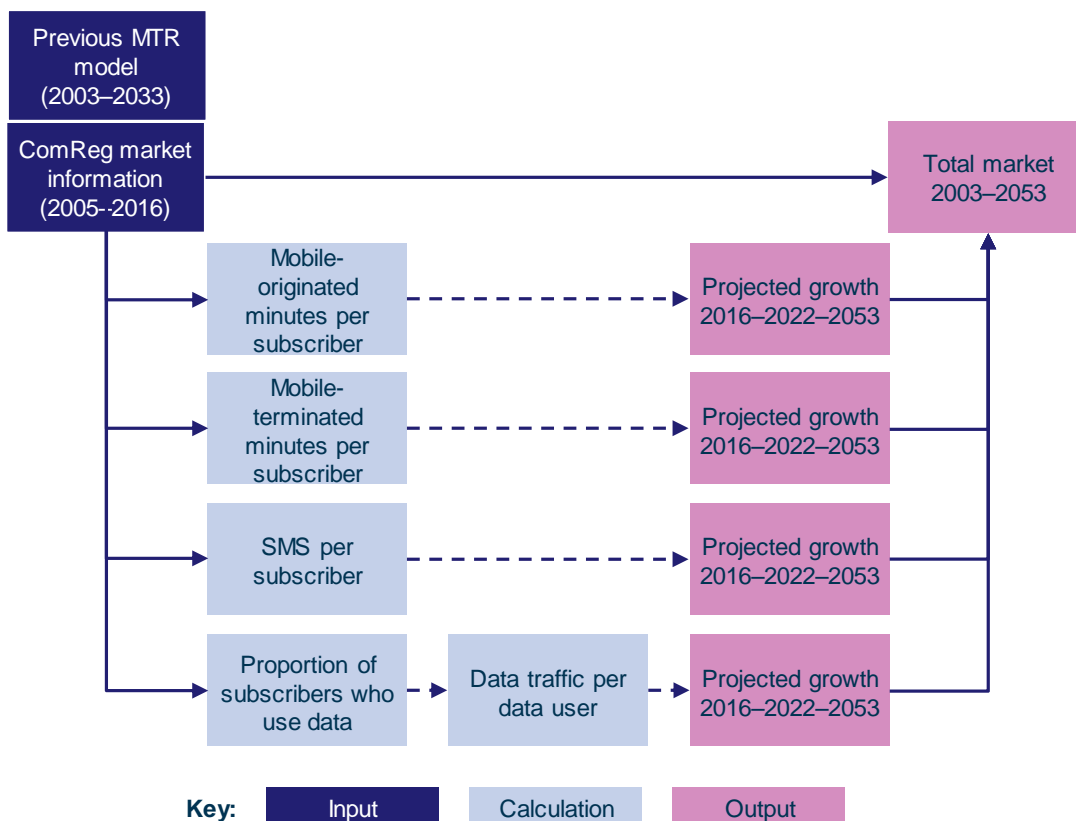 Previous MTR
model
(2003–2033)
ComReg market
information
(2005--2016)
Total market
2003–2053
Mobile-
originated
minutes per
subscriber
Projected growth
2016–2022–2053
Mobile-
terminated
minutes per
subscriber
Projected growth
2016–2022–2053
SMS per
subscriber
Projected growth
2016–2022–2053
Proportion of
subscribers who
use data
Data traffic per
data user
Projected growth
2016–2022–2053
Key:
Input
Calculation
Output